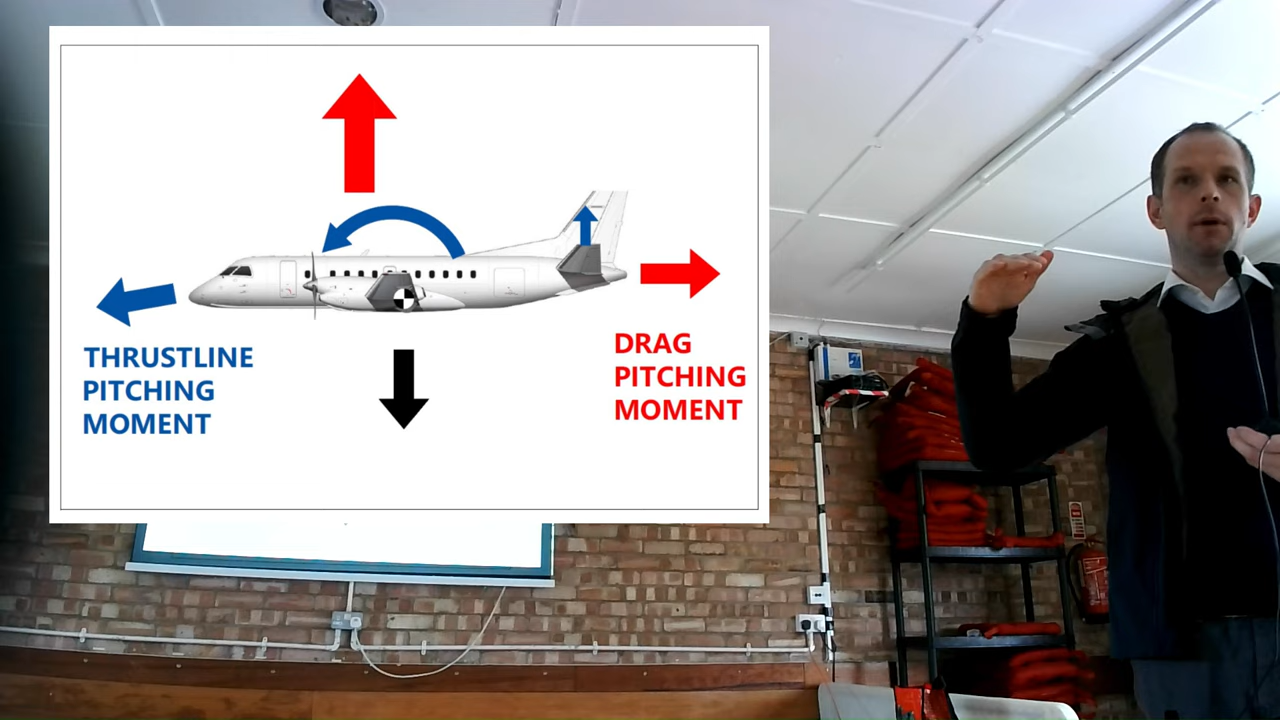 THRUSTLINE
PITCHING
MOMENT
DRAG
PITCHING
MOMENT